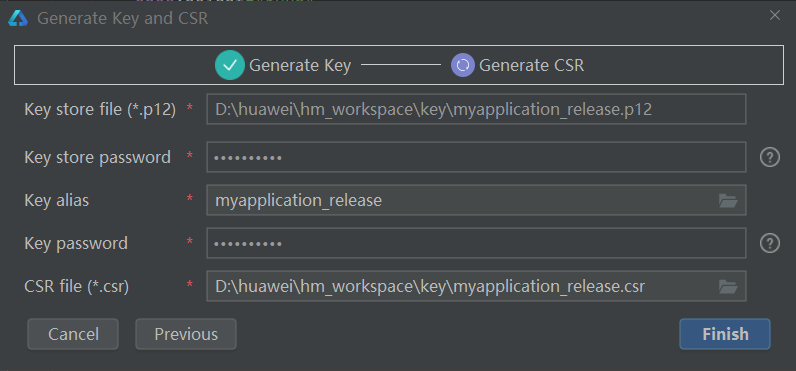 Generate Key and CSR
Generate Key Generate CSR
Key store file (*.p12) * D:\huawei\hm_workspace\key\myapplication_release.p12
Key store password * •••••••••• ?
Key alias * myapplication_release
Key password * •••••••••• ?
CSR file (*.csr) * D:\huawei\hm_workspace\key\myapplication_release.csr
Cancel Previous Finish